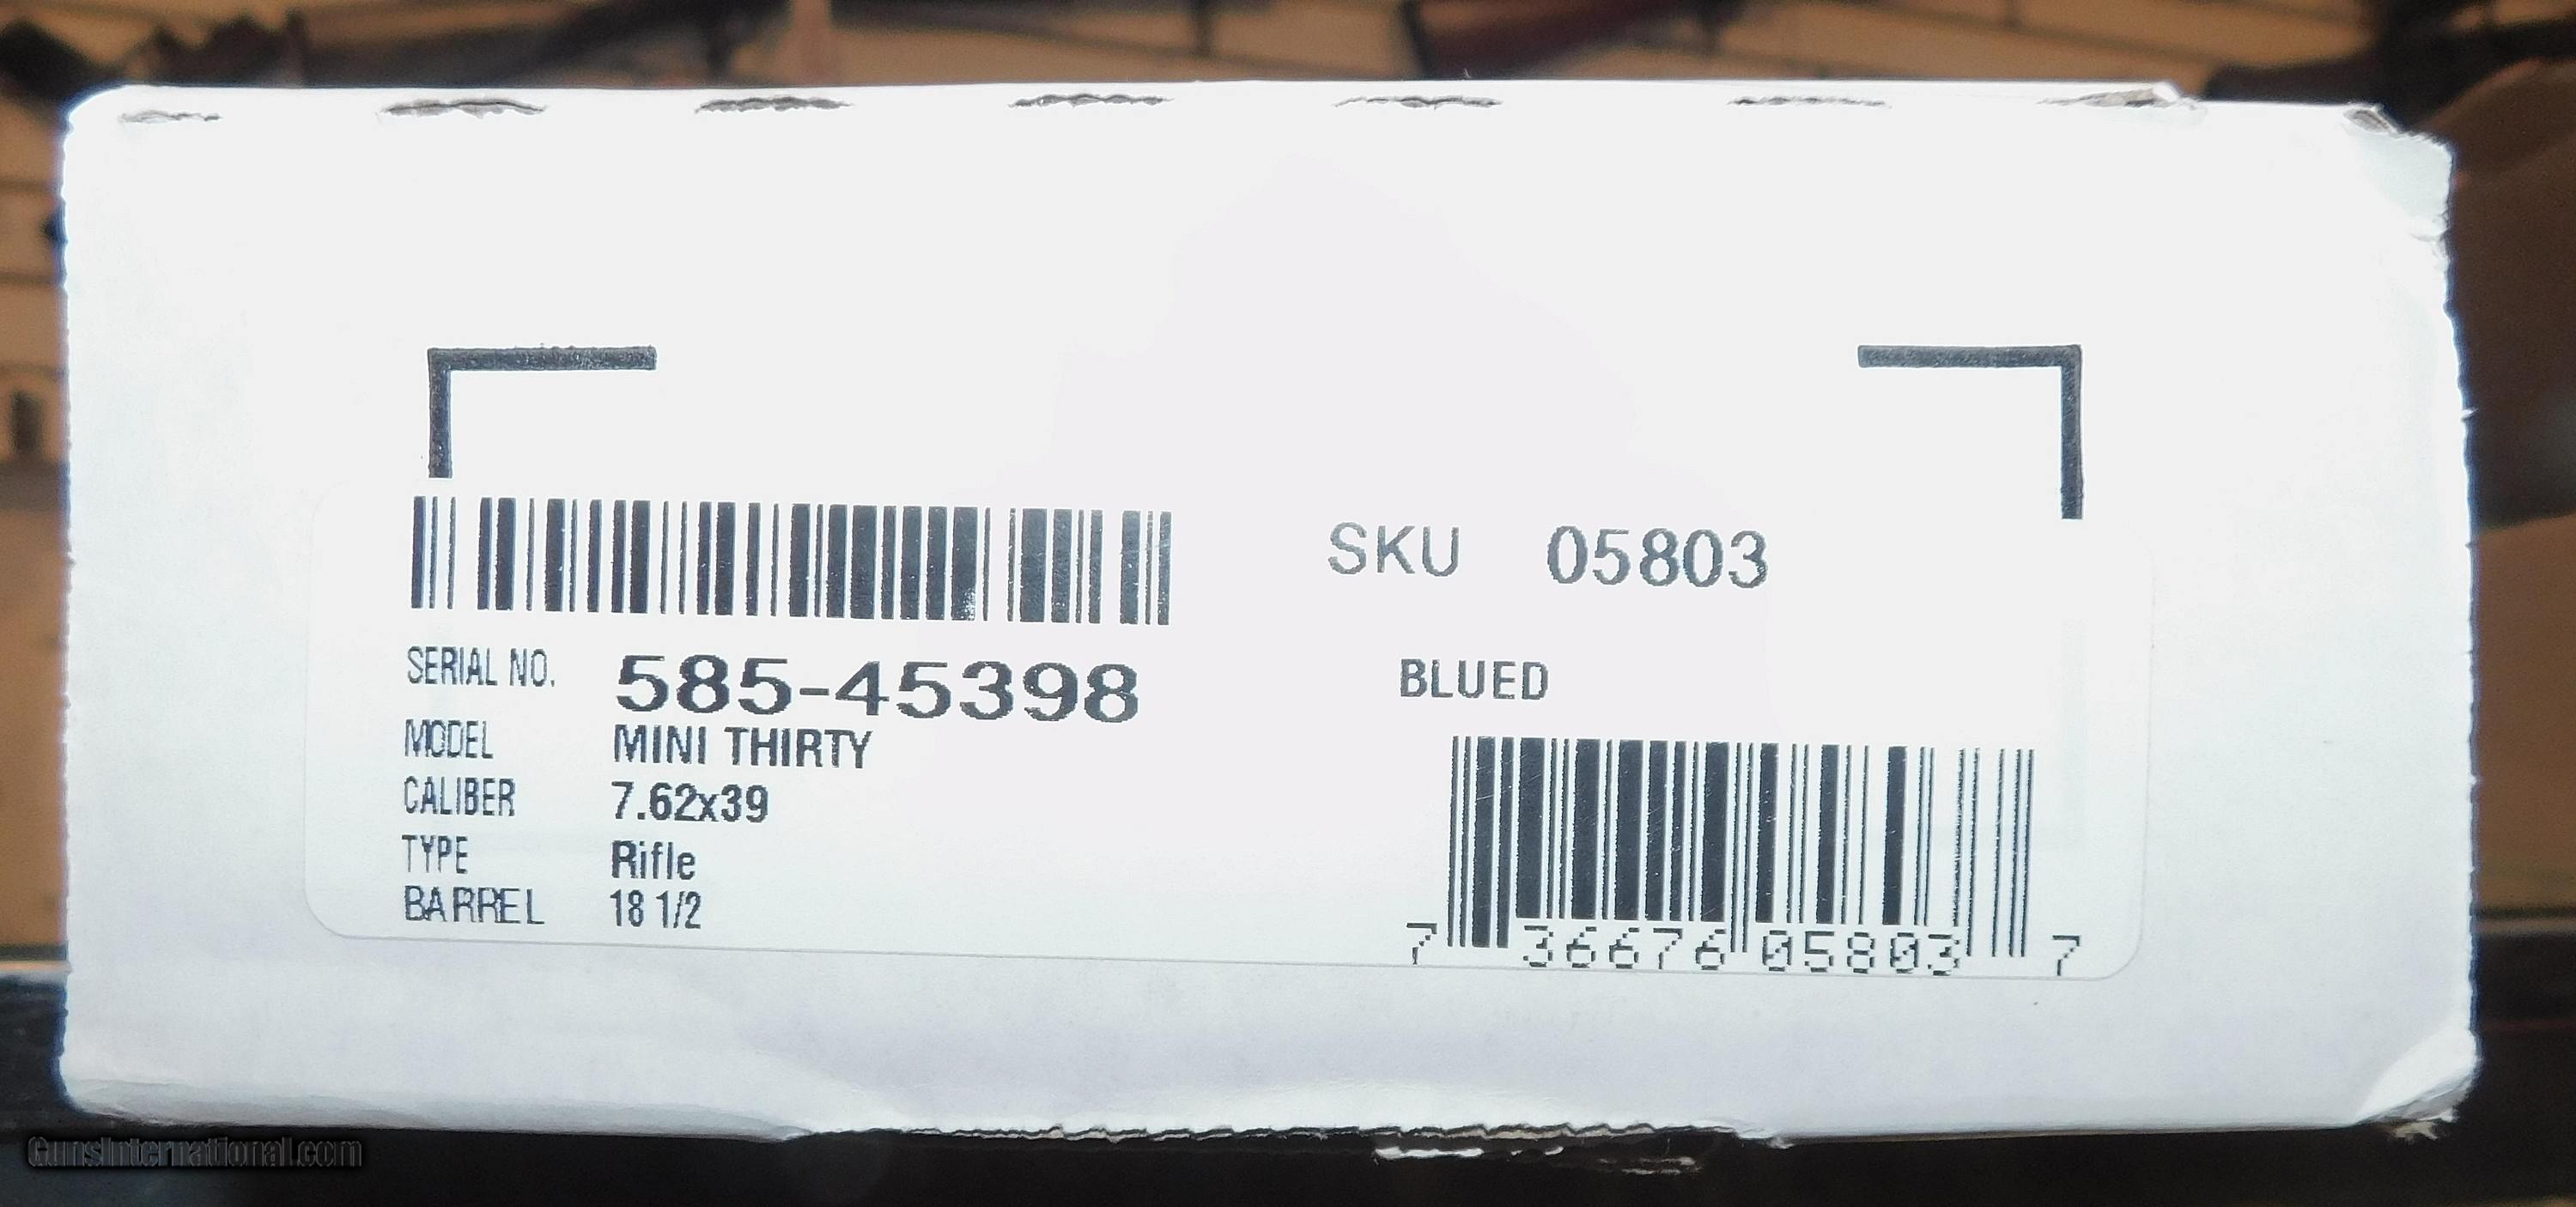 SKU 05803
SERIAL NO. 585-45398
BLUED
MODEL MINI THIRTY
CALIBER 7.62x39
TYPE Rifle
BARREL 18 1/2
7 36676 05803 7
GunsInternational.com